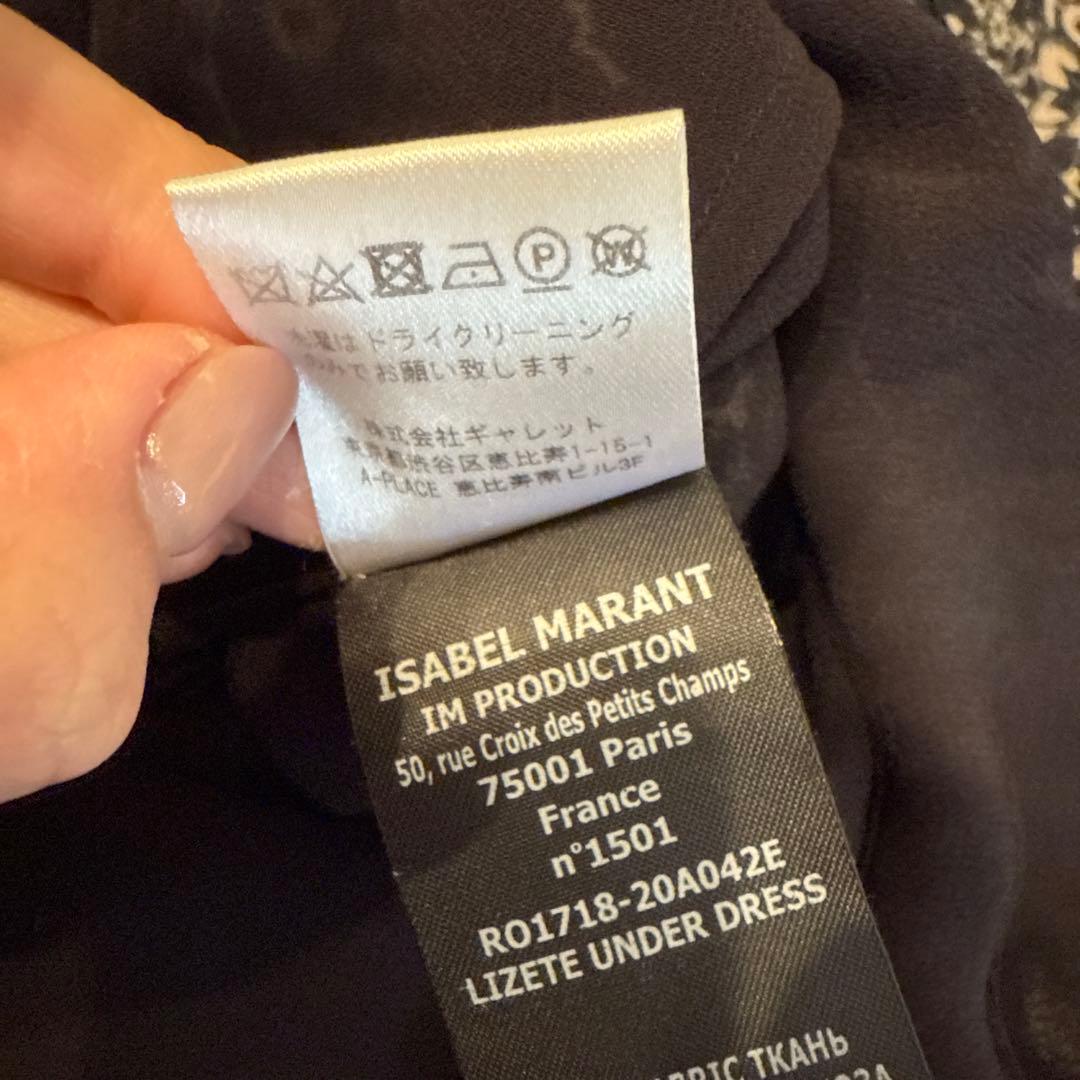 P W
水濯はドライクリーニング
のみでお願い致します。
株式会社ギャレット
東京都渋谷区恵比寿1-15-1
A-PLACE 恵比寿南ビル3F
ISABEL MARANT
IM PRODUCTION
50, rue Croix des Petits Champs
75001 Paris
France
n°1501
RO1718-20A042E
LIZETE UNDER DRESS
ТКАНЬ